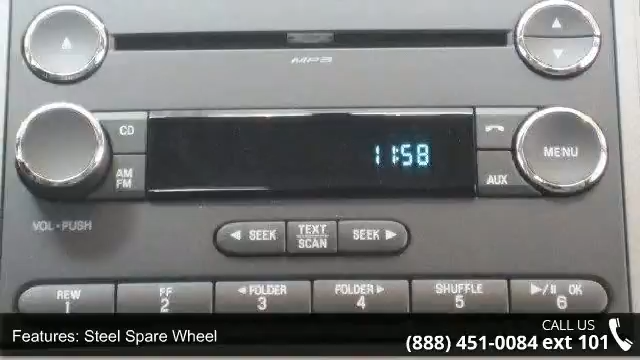 MP3
CD
11:58
MENU
AM
FM
AUX
VOL - PUSH
◄ SEEK
TEXT
SCAN
SEEK ►
REW
1
FF
2
◄ FOLDER
3
FOLDER ►
4
SHUFFLE
5
►/II OK
6
Features: Steel Spare Wheel
CALL US
(888) 451-0084 ext 101